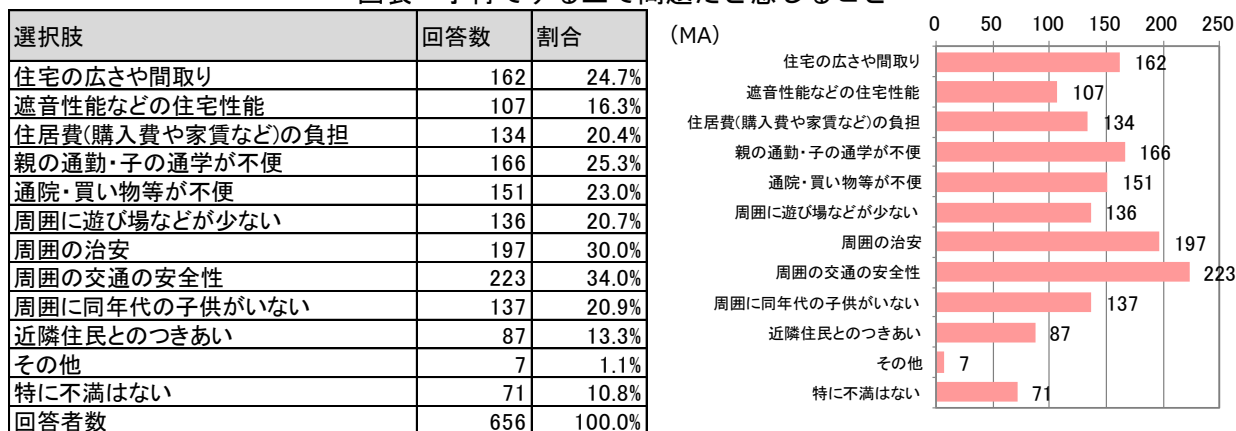 選択肢 回答数 割合
住宅の広さや間取り 162 24.7%
遮音性能などの住宅性能 107 16.3%
住居費(購入費や家賃など)の負担 134 20.4%
親の通勤・子の通学が不便 166 25.3%
通院・買い物等が不便 151 23.0%
周囲に遊び場などが少ない 136 20.7%
周囲の治安 197 30.0%
周囲の交通の安全性 223 34.0%
周囲に同年代の子供がいない 137 20.9%
近隣住民とのつきあい 87 13.3%
その他 7 1.1%
特に不満はない 71 10.8%
回答者数 656 100.0%
(MA)
0 50 100 150 200 250
住宅の広さや間取り 162
遮音性能などの住宅性能 107
住居費(購入費や家賃など)の負担 134
親の通勤・子の通学が不便 166
通院・買い物等が不便 151
周囲に遊び場などが少ない 136
周囲の治安 197
周囲の交通の安全性 223
周囲に同年代の子供がいない 137
近隣住民とのつきあい 87
その他 7
特に不満はない 71